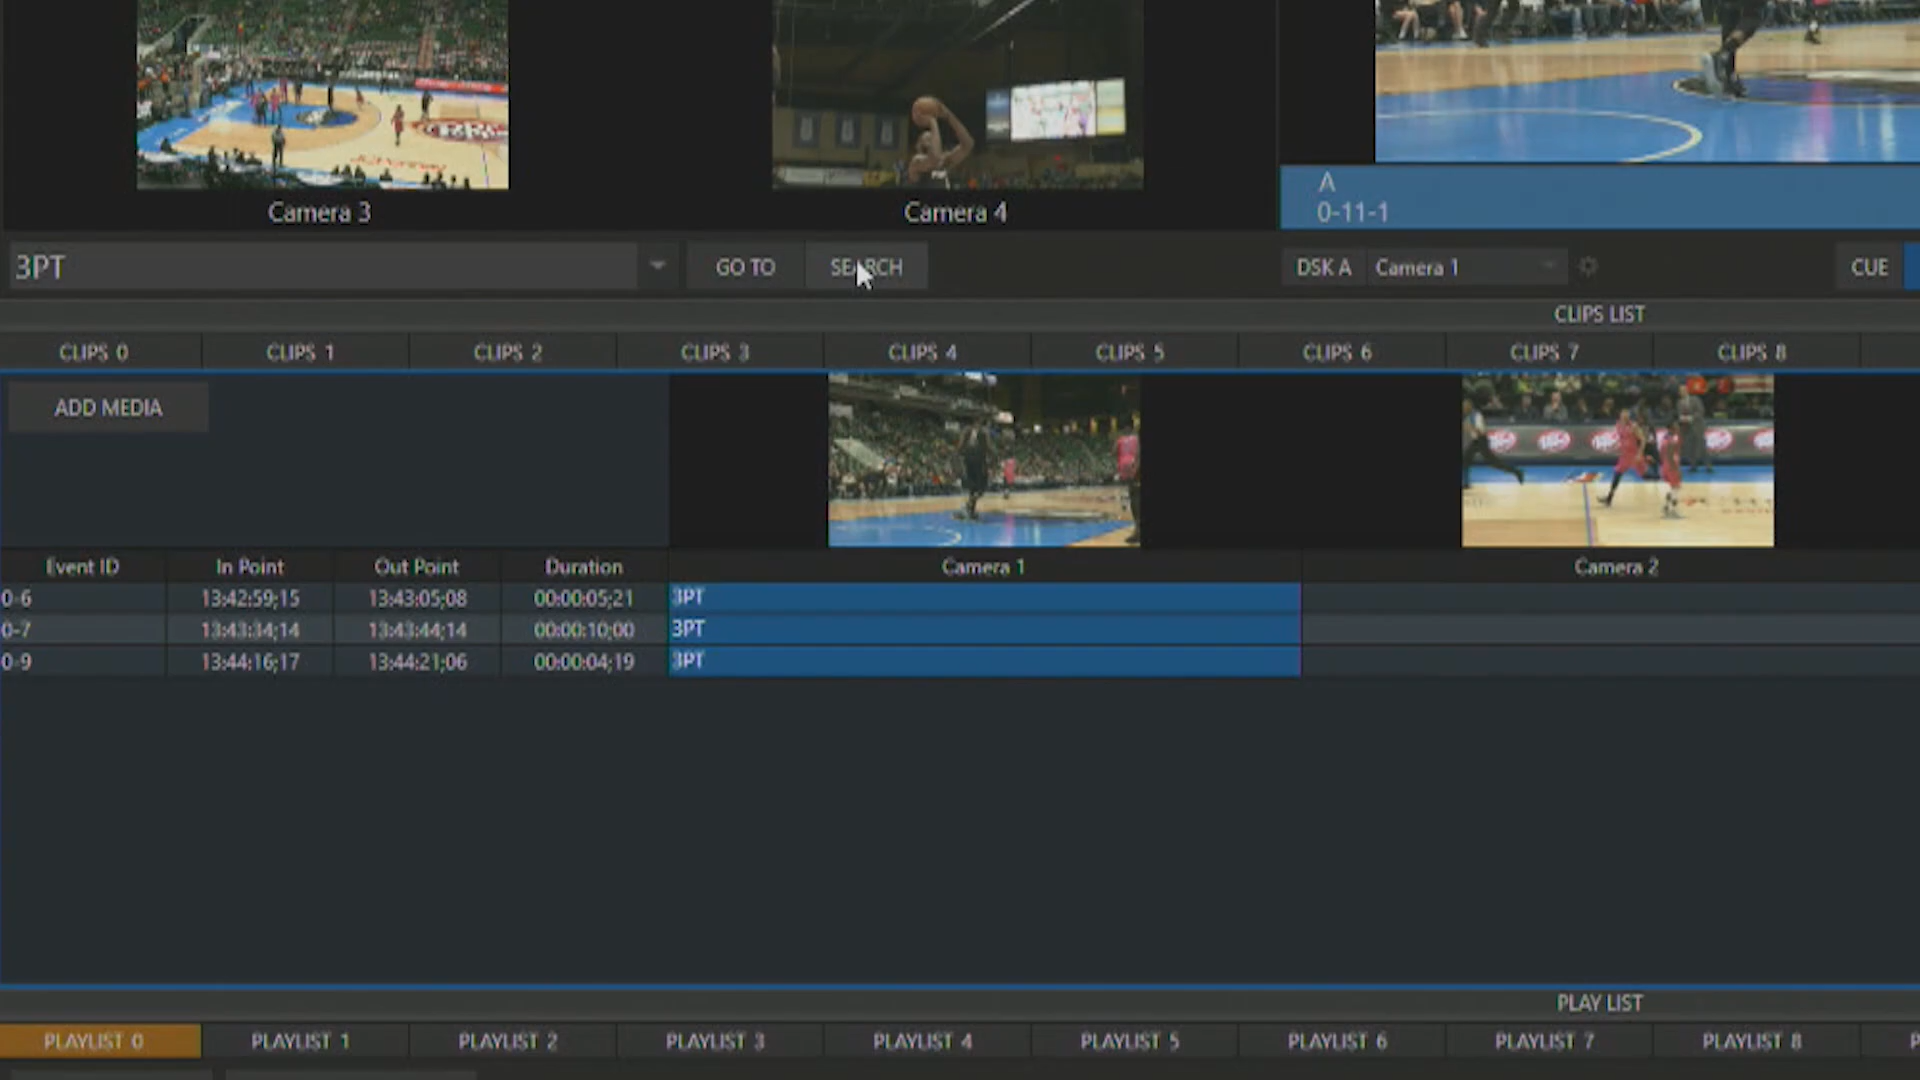 Camera 3
Camera 4
A
0-11-1
3PT
GO TO
SEARCH
DSK A
Camera 1
CUE
CLIPS LIST
CLIPS 0
CLIPS 1
CLIPS 2
CLIPS 3
CLIPS 4
CLIPS 5
CLIPS 6
CLIPS 7
CLIPS 8
ADD MEDIA
Event ID
In Point
Out Point
Duration
Camera 1
Camera 2
0-6 13:42:59;15 13:43:05;08 00:00:05;21 3PT
0-7 13:43:34;14 13:43:44;14 00:00:10;00 3PT
0-9 13:44:16;17 13:44:21;06 00:00:04;19 3PT
PLAY LIST
PLAYLIST 0
PLAYLIST 1
PLAYLIST 2
PLAYLIST 3
PLAYLIST 4
PLAYLIST 5
PLAYLIST 6
PLAYLIST 7
PLAYLIST 8